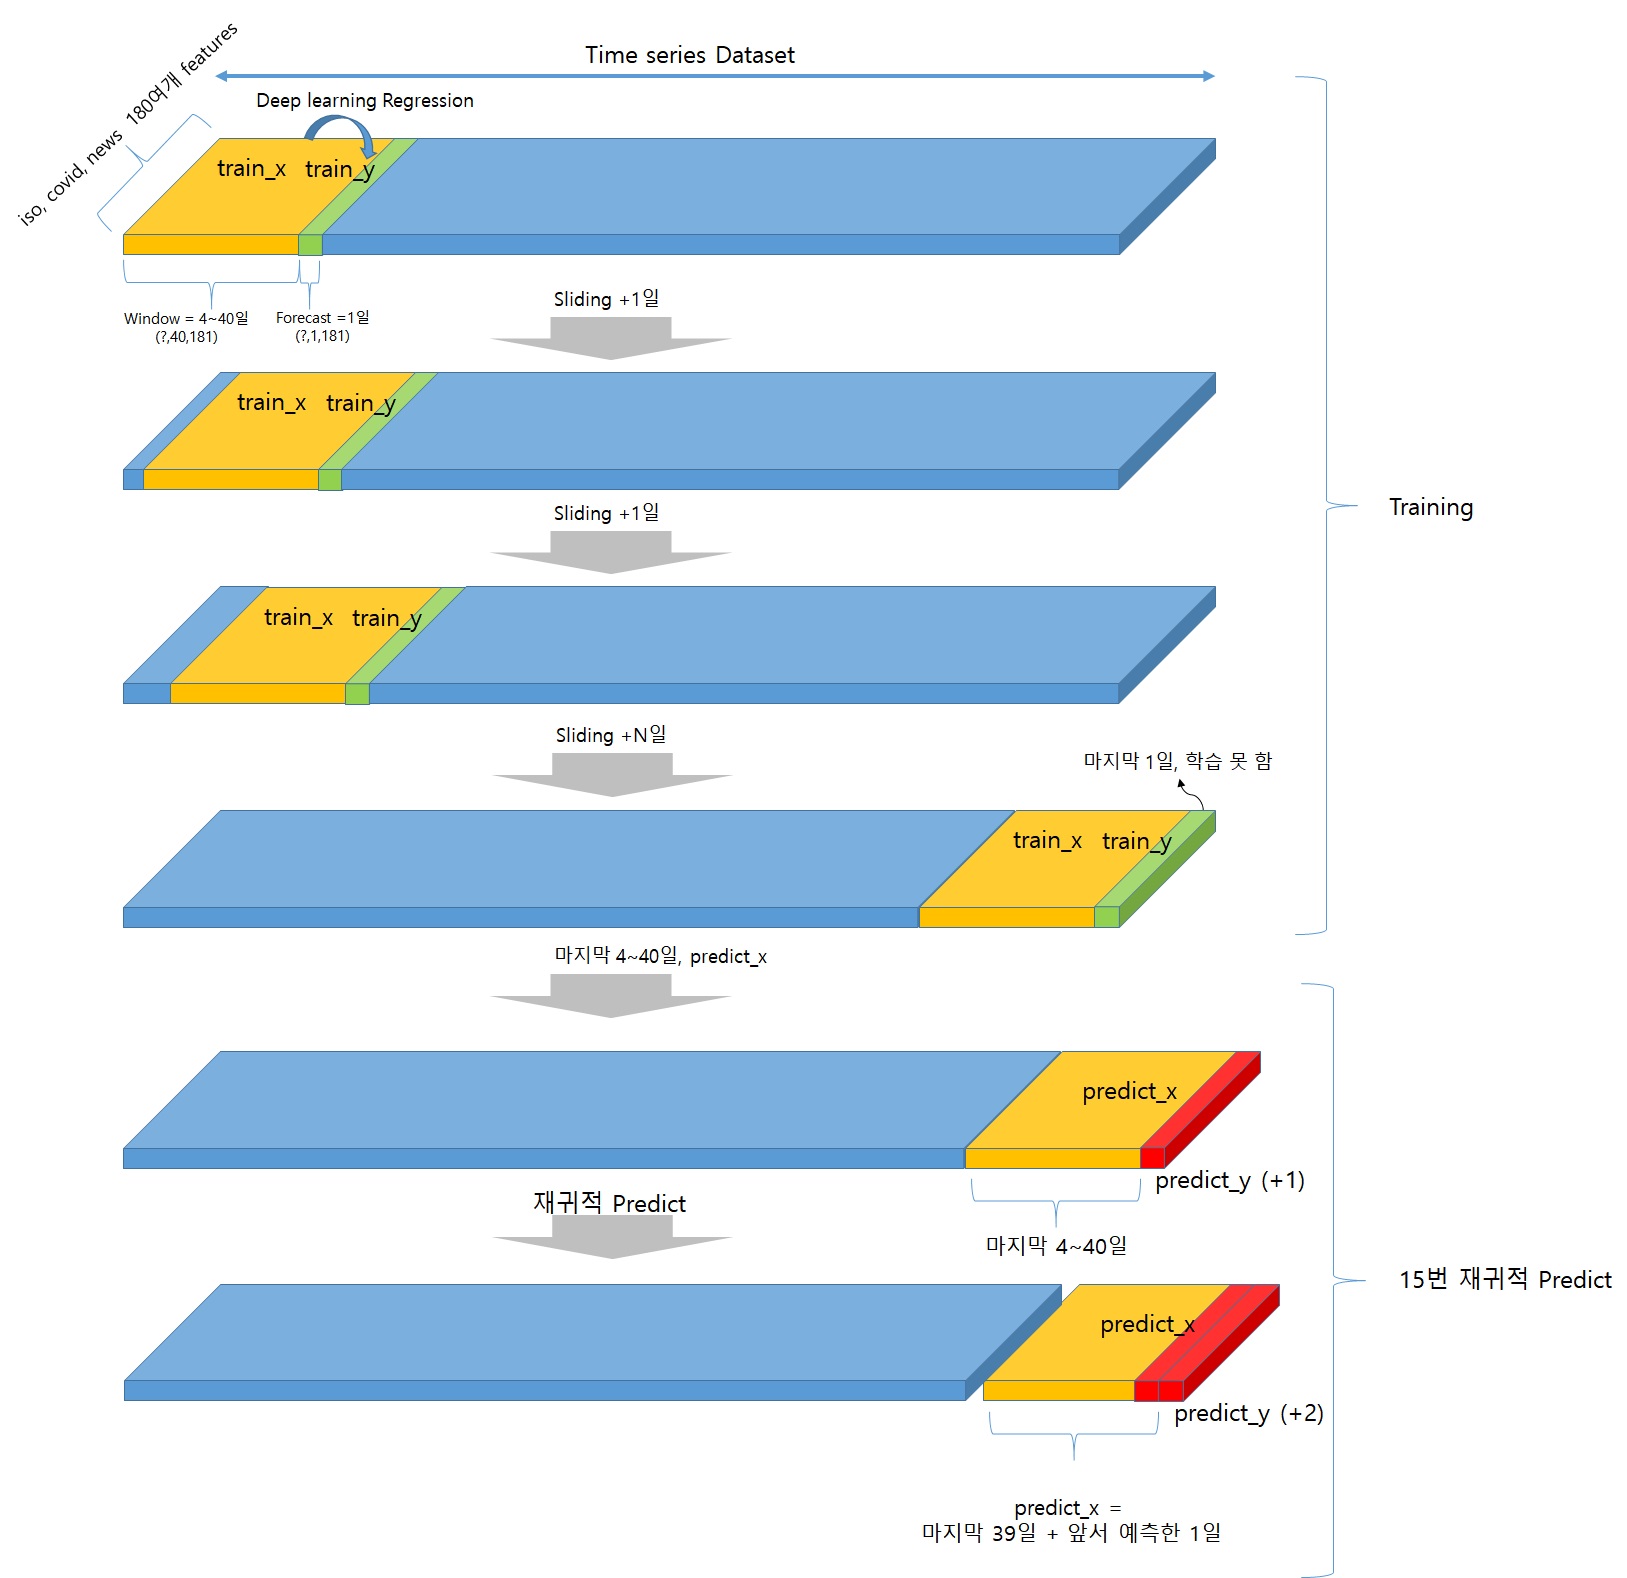 Time series Dataset
iso, covid, news 180여개 features
Deep learning Regression
train_x
train_y
Window = 4~40일
(?,40,181)
Forecast =1일
(?,1,181)
Sliding +1일
train_x
train_y
Sliding +1일
Training
train_x
train_y
Sliding +N일
마지막 1일, 학습 못 함
train_x
train_y
마지막 4~40일, predict_x
predict_x
predict_y (+1)
재귀적 Predict
마지막 4~40일
15번 재귀적 Predict
predict_x
predict_y (+2)
predict_x =
마지막 39일 + 앞서 예측한 1일